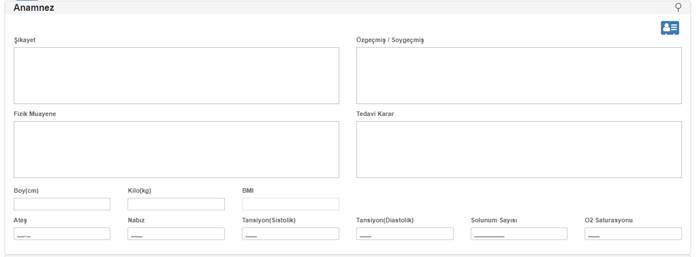 Anamnez
Şikayet
Özgeçmiş / Soygeçmiş
Fizik Muayene
Tedavi Karar
Boy(cm)
Kilo(kg)
BMI
Ateş
Nabız
Tansiyon(Sistolik)
Tansiyon(Diastolik)
Solunum Sayısı
O2 Saturasyonu